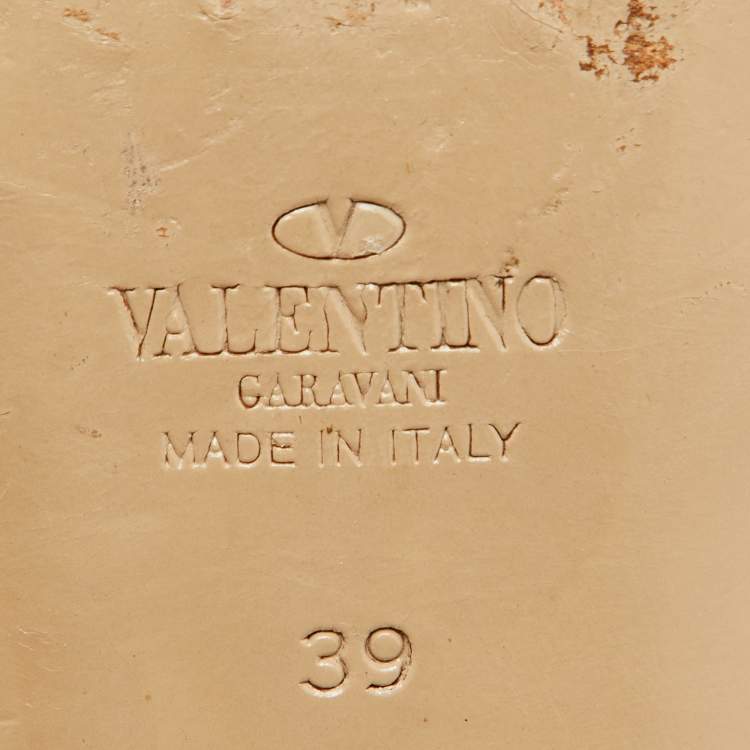 V
VALENTINO
GARAVANI
MADE IN ITALY
39